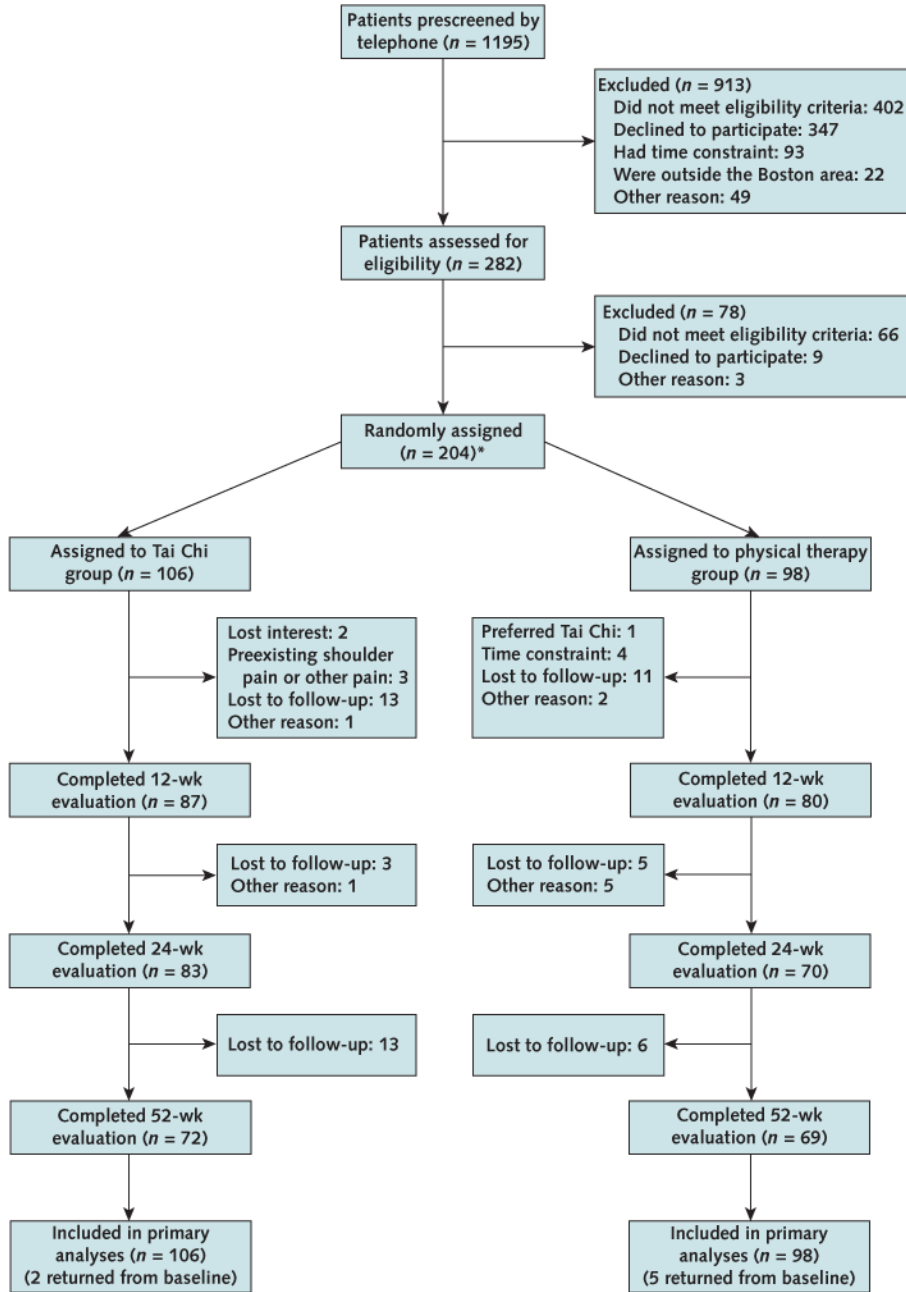 Patients prescreened by
telephone (n = 1195)
Excluded (n = 913)
Did not meet eligibility criteria: 402
Declined to participate: 347
Had time constraint: 93
Were outside the Boston area: 22
Other reason: 49
Patients assessed for
eligibility (n = 282)
Excluded (n = 78)
Did not meet eligibility criteria: 66
Declined to participate: 9
Other reason: 3
Randomly assigned
(n = 204)*
Assigned to Tai Chi
group (n = 106)
Assigned to physical therapy
group (n = 98)
Lost interest: 2
Preexisting shoulder
pain or other pain: 3
Lost to follow-up: 13
Other reason: 1
Preferred Tai Chi: 1
Time constraint: 4
Lost to follow-up: 11
Other reason: 2
Completed 12-wk
evaluation (n = 87)
Completed 12-wk
evaluation (n = 80)
Lost to follow-up: 3
Other reason: 1
Lost to follow-up: 5
Other reason: 5
Completed 24-wk
evaluation (n = 83)
Completed 24-wk
evaluation (n = 70)
Lost to follow-up: 13
Lost to follow-up: 6
Completed 52-wk
evaluation (n = 72)
Completed 52-wk
evaluation (n = 69)
Included in primary
analyses (n = 106)
(2 returned from baseline)
Included in primary
analyses (n = 98)
(5 returned from baseline)